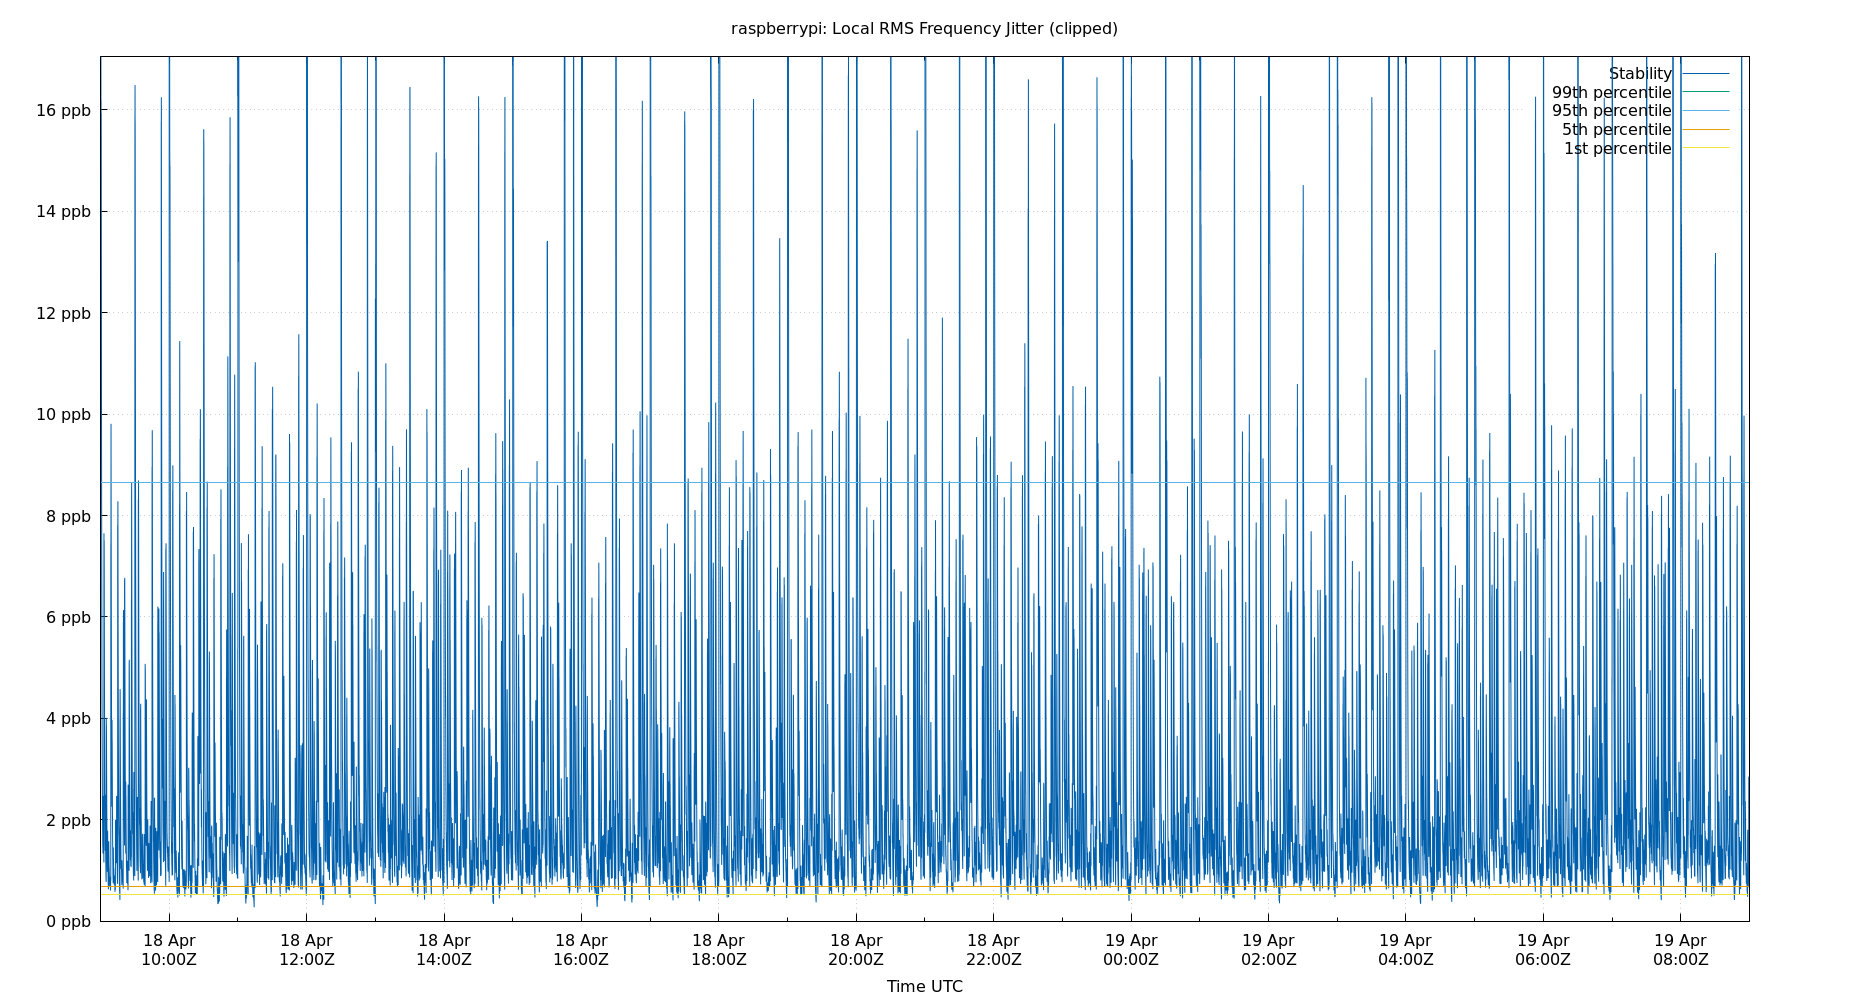 raspberrypi: Local RMS Frequency Jitter (clipped)
Stability
99th percentile
95th percentile
5th percentile
1st percentile
16 ppb
14 ppb
12 ppb
10 ppb
8 ppb
6 ppb
4 ppb
2 ppb
0 ppb
18 Apr 18 Apr 18 Apr 18 Apr 18 Apr 18 Apr 18 Apr 19 Apr 19 Apr 19 Apr 19 Apr 19 Apr
10:00Z 12:00Z 14:00Z 16:00Z 18:00Z 20:00Z 22:00Z 00:00Z 02:00Z 04:00Z 06:00Z 08:00Z
Time UTC